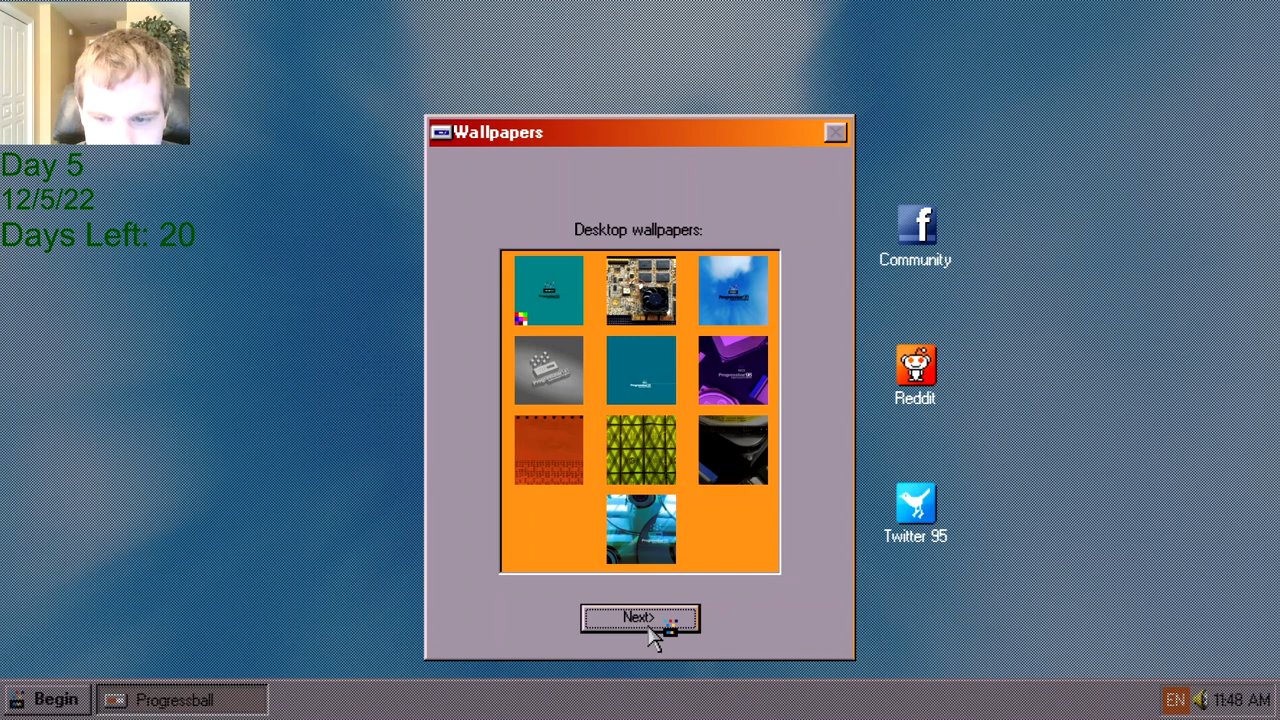 Day 5
12/5/22
Days Left: 20
Wallpapers
Desktop wallpapers:
Next>
Community
Reddit
Twitter 95
Begin
Progressball
EN
11:48 AM